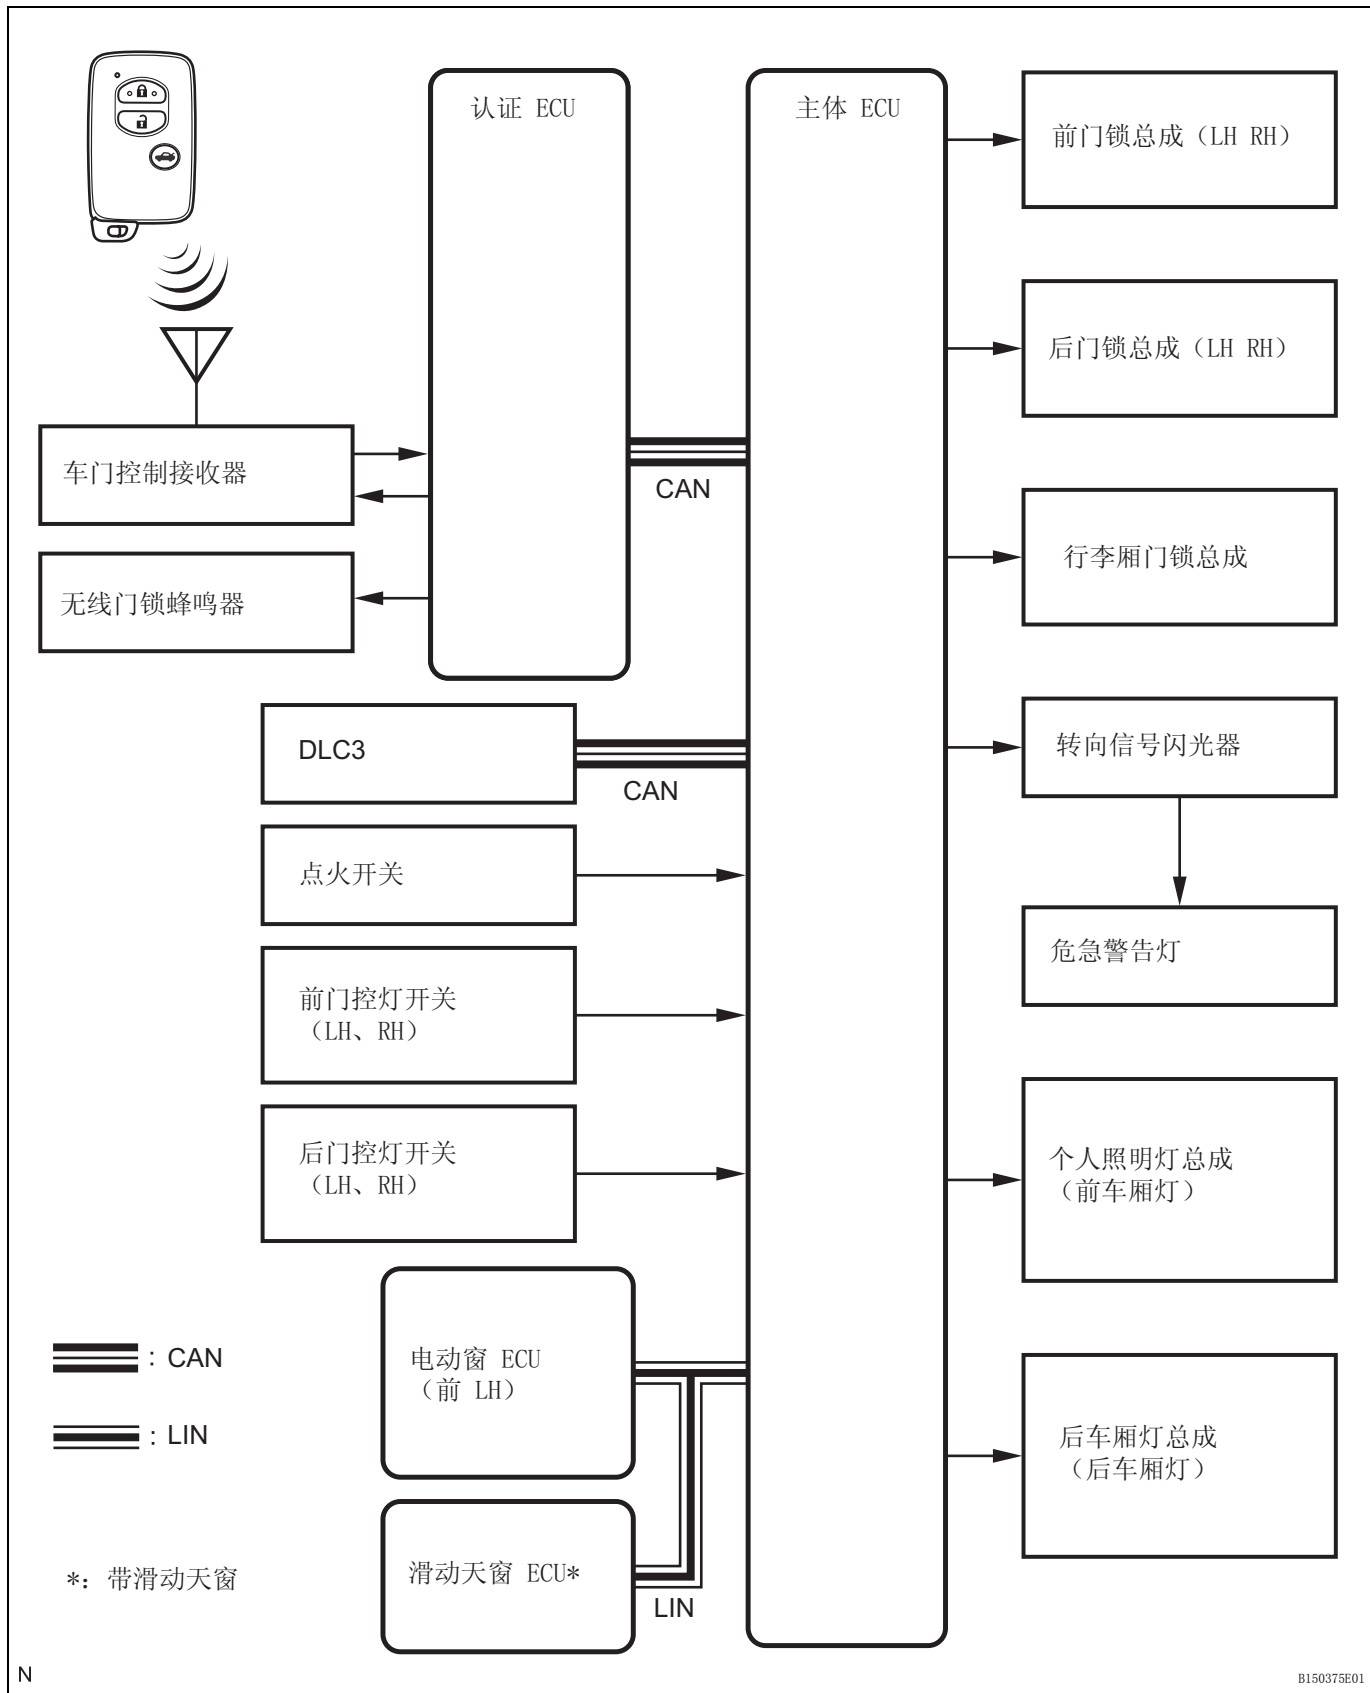 认证 ECU
主体 ECU
前门锁总成（LH RH）
后门锁总成（LH RH）
车门控制接收器
CAN
行李厢门锁总成
无线门锁蜂鸣器
DLC3
CAN
转向信号闪光器
点火开关
危急警告灯
前门控灯开关
（LH、RH）
后门控灯开关
（LH、RH）
个人照明灯总成
（前车厢灯）
: CAN
电动窗 ECU
（前 LH）
: LIN
后车厢灯总成
（后车厢灯）
*: 带滑动天窗
滑动天窗 ECU*
LIN
N
B150375E01